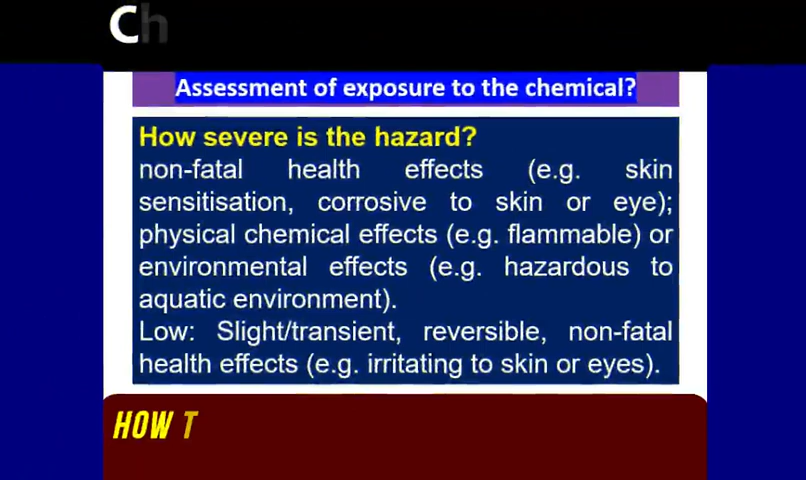 Ch
Assessment of exposure to the chemical?
How severe is the hazard?
non-fatal health effects (e.g. skin
sensitisation, corrosive to skin or eye);
physical chemical effects (e.g. flammable) or
environmental effects (e.g. hazardous to
aquatic environment).
Low: Slight/transient, reversible, non-fatal
health effects (e.g. irritating to skin or eyes).
HOW T